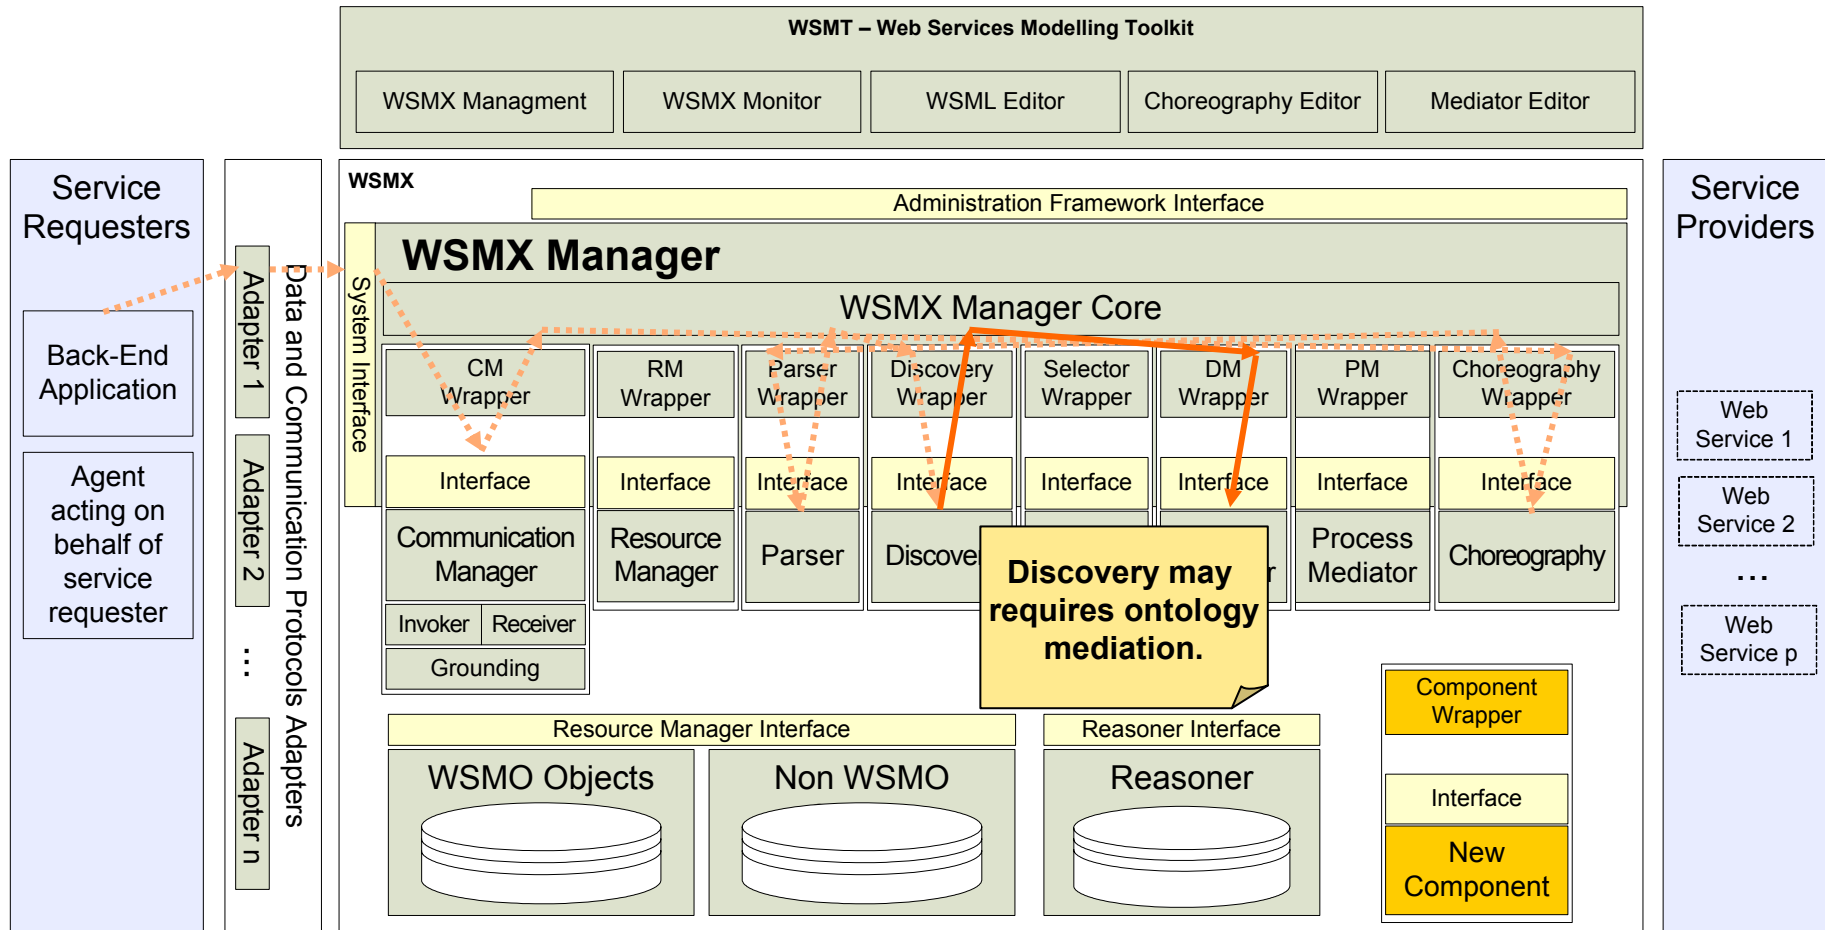 WSMT – Web Services Modelling Toolkit
WSMX Managment
WSMX Monitor
WSML Editor
Choreography Editor
Mediator Editor
Service
Requesters
Back-End
Application
Agent
acting on
behalf of
service
requester
Adapter 1
Adapter 2
...
Adapter n
Data and Communication Protocols Adapters
WSMX
Administration Framework Interface
System Interface
WSMX Manager
WSMX Manager Core
CM
Wrapper
RM
Wrapper
Parser
Wrapper
Discovery
Wrapper
Selector
Wrapper
DM
Wrapper
PM
Wrapper
Choreography
Wrapper
Interface
Interface
Interface
Interface
Interface
Interface
Interface
Interface
Communication
Manager
Resource
Manager
Parser
Discover
Process
Mediator
Choreography
Invoker
Receiver
Grounding
Discovery may
requires ontology
mediation.
Resource Manager Interface
WSMO Objects
Non WSMO
Reasoner Interface
Reasoner
Component
Wrapper
Interface
New
Component
Service
Providers
Web
Service 1
Web
Service 2
...
Web
Service p